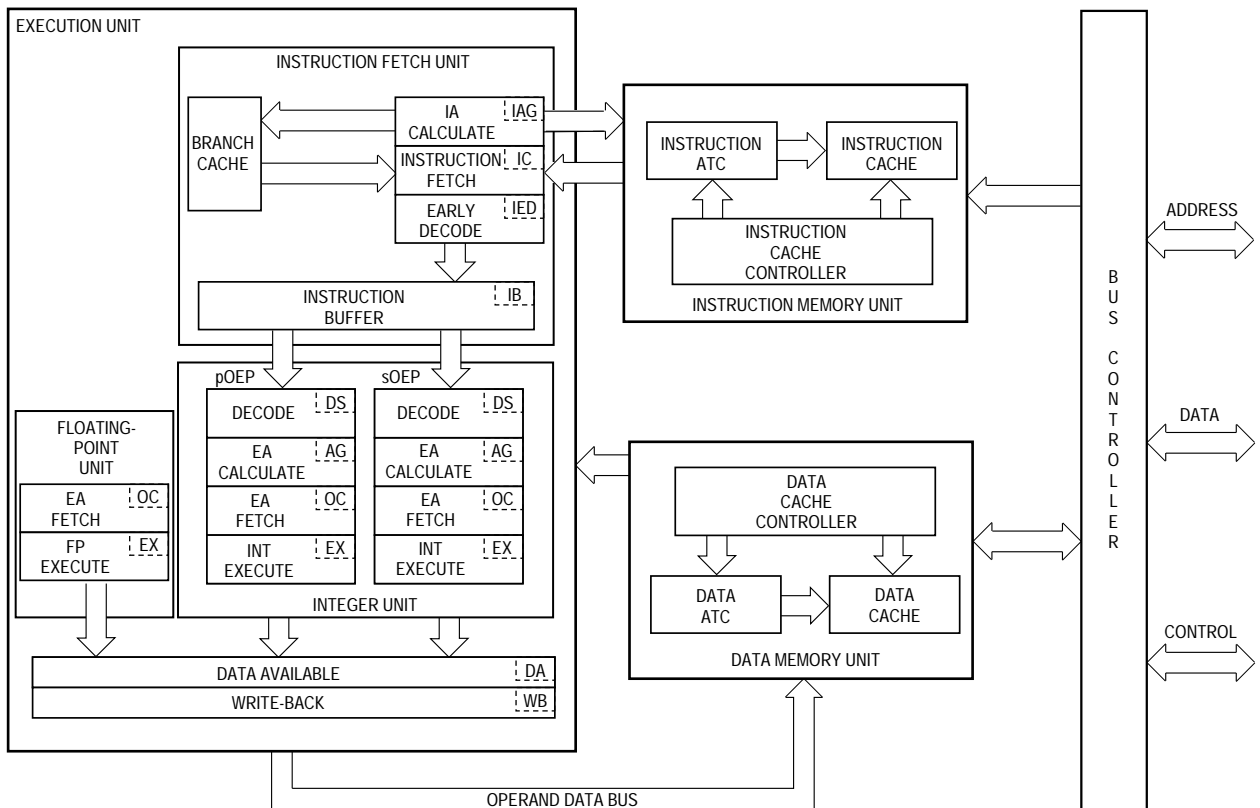 EXECUTION UNIT
INSTRUCTION FETCH UNIT
BRANCH
CACHE
IA
CALCULATE
IAG
INSTRUCTION
FETCH
IC
EARLY
DECODE
IED
INSTRUCTION
BUFFER
IB
INSTRUCTION
ATC
INSTRUCTION
CACHE
INSTRUCTION
CACHE
CONTROLLER
INSTRUCTION MEMORY UNIT
pOEP
DECODE
DS
EA
CALCULATE
AG
EA
FETCH
OC
INT
EXECUTE
EX
sOEP
DECODE
DS
EA
CALCULATE
AG
EA
FETCH
OC
INT
EXECUTE
EX
INTEGER UNIT
FLOATING-
POINT
UNIT
EA
FETCH
OC
FP
EXECUTE
EX
DATA AVAILABLE
DA
WRITE-BACK
WB
DATA
CACHE
CONTROLLER
DATA
ATC
DATA
CACHE
DATA MEMORY UNIT
OPERAND DATA BUS
BUS CONTROLLER
ADDRESS
DATA
CONTROL